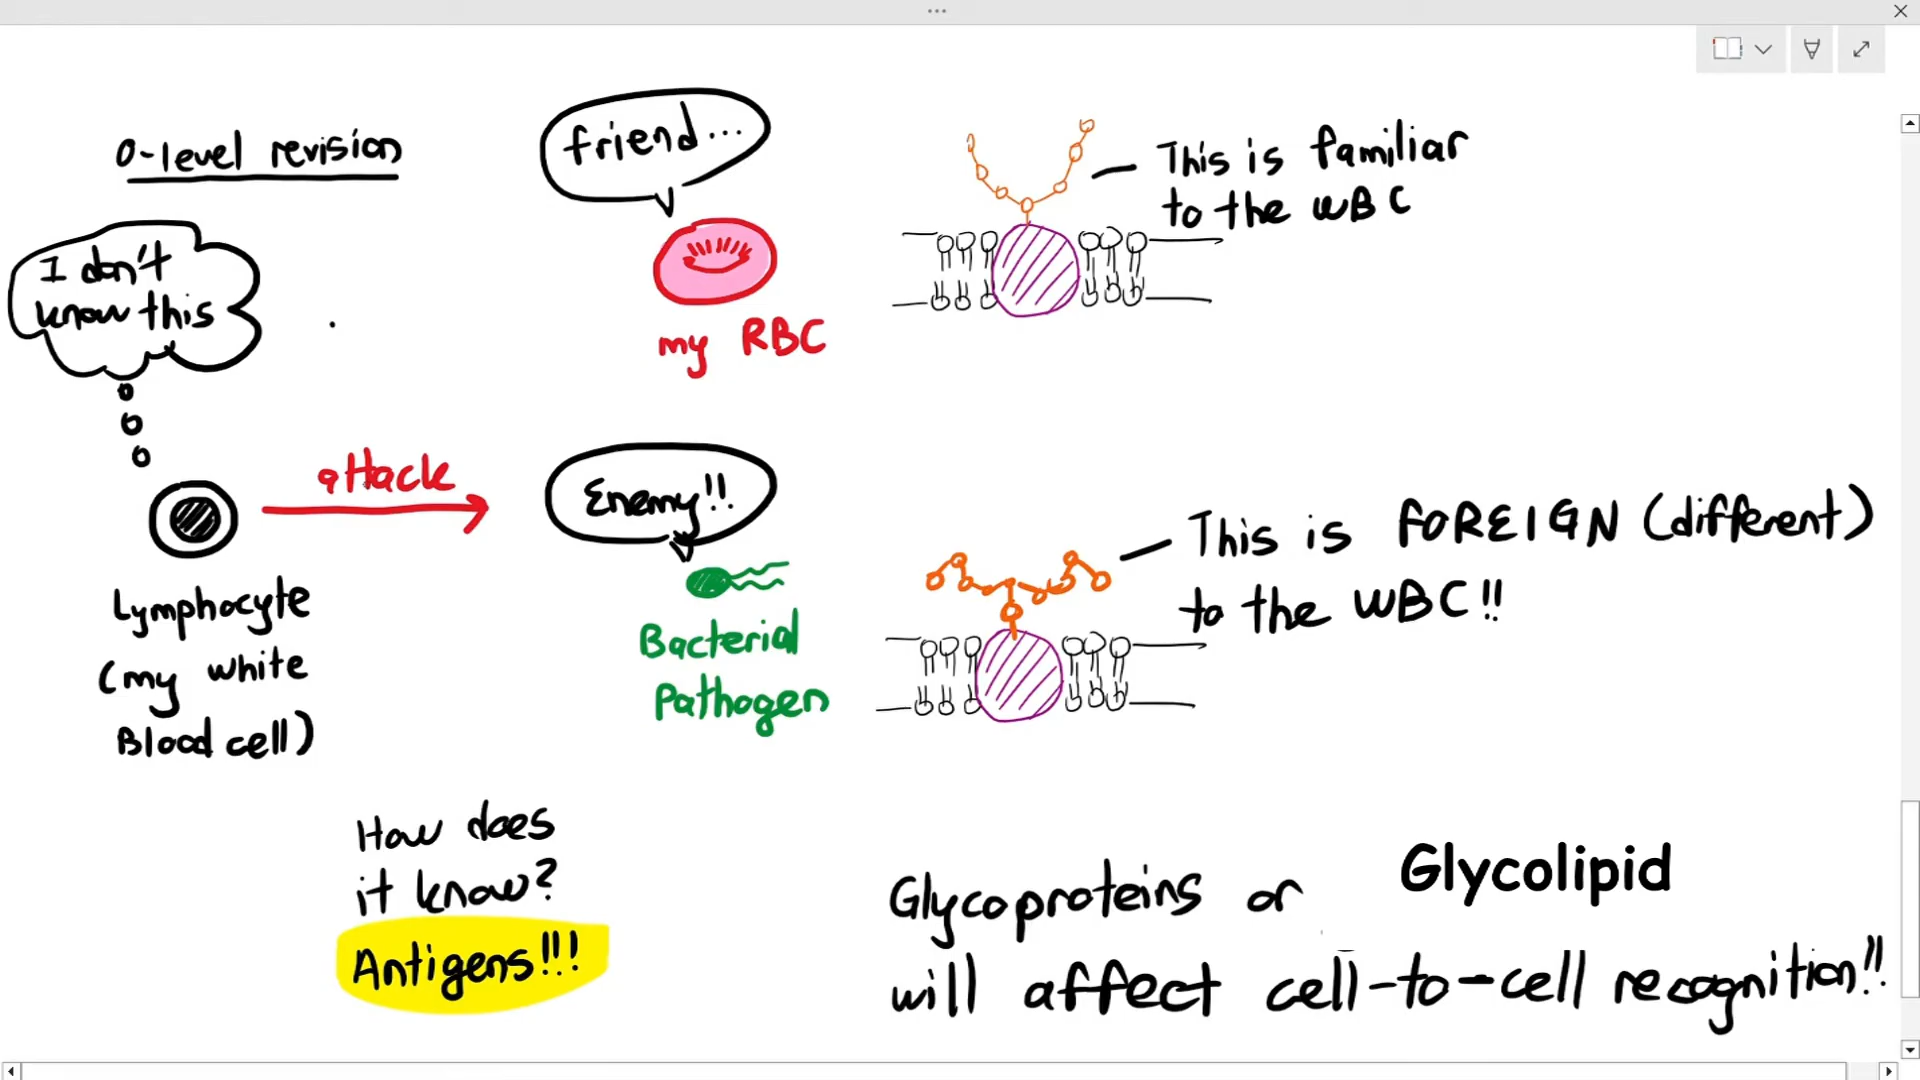 O-level revision
friend...
This is familiar
to the WBC
I don't
know this
my RBC
attack
Enemy!!
This is FOREIGN (different)
to the WBC!!
Lymphocyte
(my white
Blood cell)
Bacterial
Pathogen
How does
it know?
Antigens!!!
Glycoproteins or Glycolipid
will affect cell-to-cell recognition!!